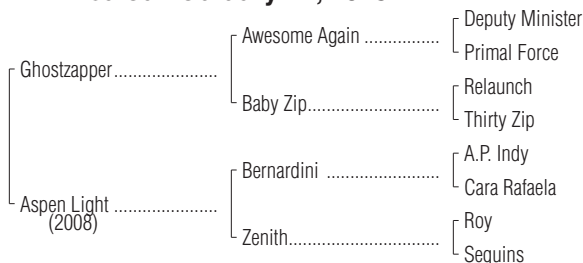 Deputy Minister
Awesome Again
Primal Force
Ghostzapper
Relaunch
Baby Zip
Thirty Zip
A.P. Indy
Bernardini
Cara Rafaela
Aspen Light
(2008)
Roy
Zenith
Sequins